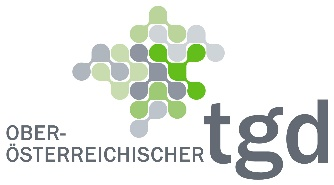 OBER-
ÖSTERREICHISCHER tgd